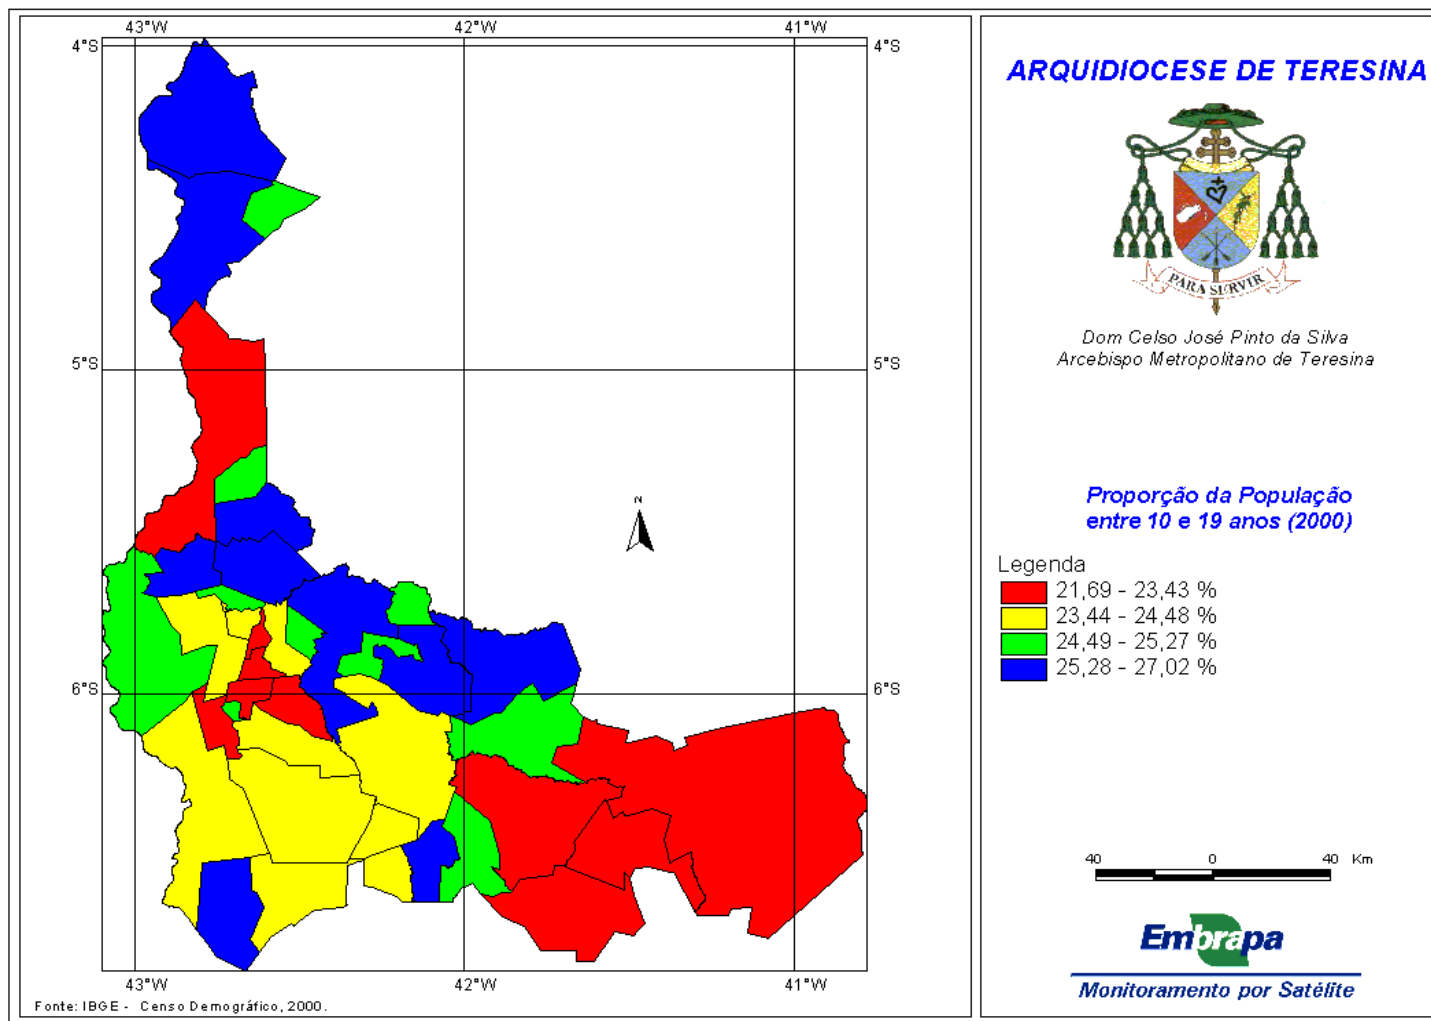 43°W 42°W 41°W
4°S 4°S
5°S 5°S
6°S 6°S
43°W 42°W 41°W
N
Fonte: IBGE - Censo Demográfico, 2000.
ARQUIDIOCESE DE TERESINA
PARA SERVIR
Dom Celso José Pinto da Silva
Arcebispo Metropolitano de Teresina
Proporção da População
entre 10 e 19 anos (2000)
Legenda
21,69 - 23,43 %
23,44 - 24,48 %
24,49 - 25,27 %
25,28 - 27,02 %
40 0 40 Km
Embrapa
Monitoramento por Satélite